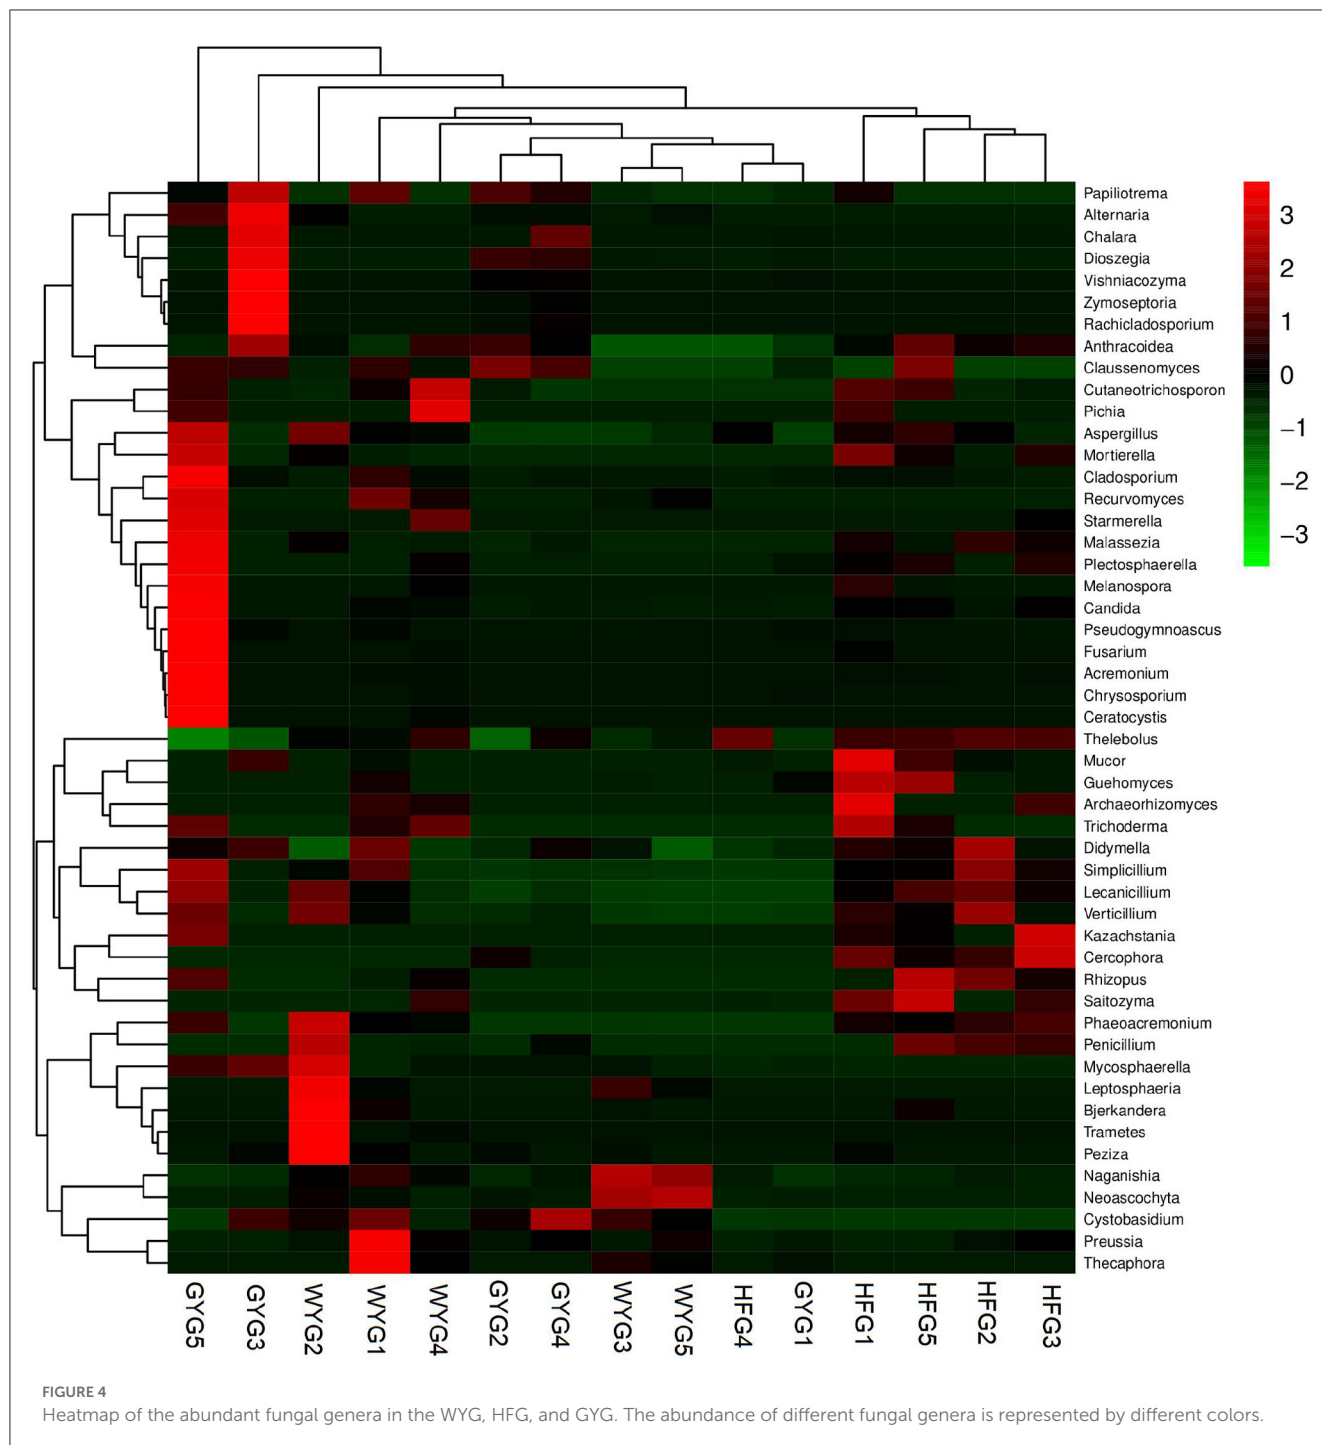 Papiliotrema
Alternaria
Chalara
Dioszegia
Vishniacozyma
Zymoseptoria
Rachicladosporium
Anthracoidea
Claussenomyces
Cutaneotrichosporon
Pichia
Aspergillus
Mortierella
Cladosporium
Recurvomyces
Starmerella
Malassezia
Plectosphaerella
Melanospora
Candida
Pseudogymnoascus
Fusarium
Acremonium
Chrysosporium
Ceratocystis
Thelebolus
Mucor
Guehomyces
Archaeorhizomyces
Trichoderma
Didymella
Simplicillium
Lecanicillium
Verticillium
Kazachstania
Cercophora
Rhizopus
Saitozyma
Phaeoacremonium
Penicillium
Mycosphaerella
Leptosphaeria
Bjerkandera
Trametes
Peziza
Naganishia
Neoascochyta
Cystobasidium
Preussia
Thecaphora
3
2
1
0
−1
−2
−3
GYG5
GYG3
WYG2
WYG1
WYG4
GYG2
GYG4
WYG3
WYG5
HFG4
GYG1
HFG1
HFG5
HFG2
HFG3
FIGURE 4
Heatmap of the abundant fungal genera in the WYG, HFG, and GYG. The abundance of different fungal genera is represented by different colors.